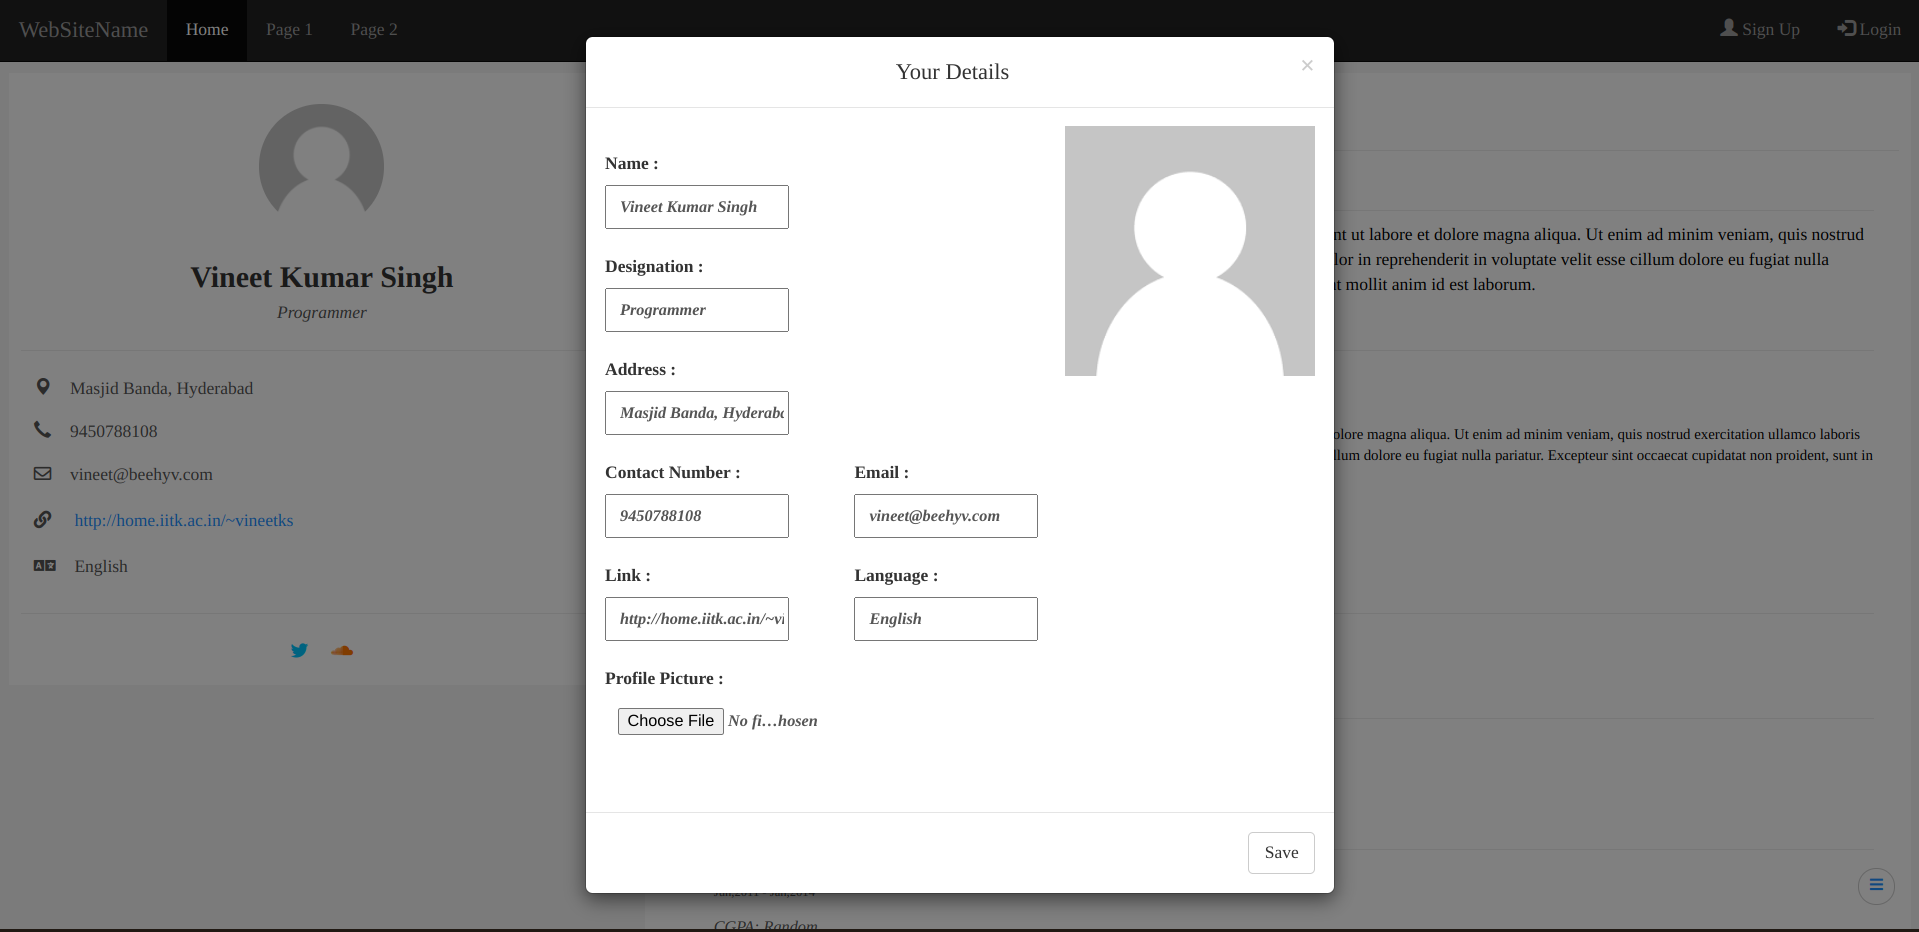 WebSiteName Home Page 1 Page 2 Sign Up Login
Vineet Kumar Singh
Programmer
Masjid Banda, Hyderabad
9450788108
vineet@beehyv.com
http://home.iitk.ac.in/~vineetks
English
Your Details
×
Name :
Vineet Kumar Singh
Designation :
Programmer
Address :
Masjid Banda, Hyderaba
Contact Number : Email :
9450788108 vineet@beehyv.com
Link : Language :
http://home.iitk.ac.in/~vi English
Profile Picture :
Choose File No fi…hosen
Save
nt ut labore et dolore magna aliqua. Ut enim ad minim veniam, quis nostrud
lor in reprehenderit in voluptate velit esse cillum dolore eu fugiat nulla
t mollit anim id est laborum.
olore magna aliqua. Ut enim ad minim veniam, quis nostrud exercitation ullamco laboris
llum dolore eu fugiat nulla pariatur. Excepteur sint occaecat cupidatat non proident, sunt in
CGPA: Random